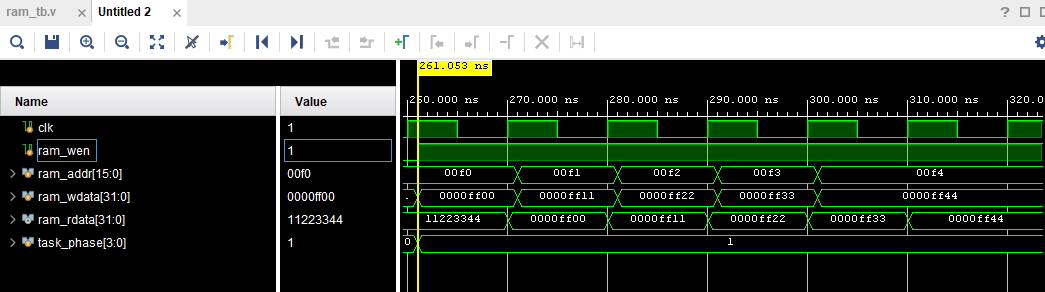 ram_tb.v × Untitled 2 ×
? 
261.053 ns
Name Value
260.000 ns 270.000 ns 280.000 ns 290.000 ns 300.000 ns 310.000 ns 320.
clk 1
ram_wen 1
ram_addr[15:0] 00f0 00f0 00f1 00f2 00f3 00f4
ram_wdata[31:0] 0000ff00 0000ff00 0000ff11 0000ff22 0000ff33 0000ff44
ram_rdata[31:0] 11223344 11223344 0000ff00 0000ff11 0000ff22 0000ff33 0000ff44
task_phase[3:0] 1 0 1